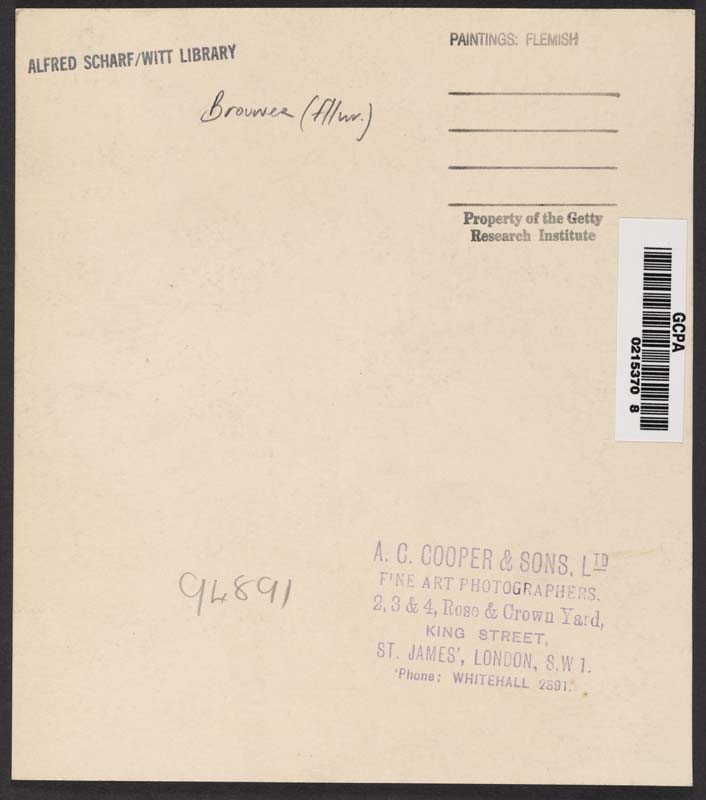 ALFRED SCHARF/WITT LIBRARY
PAINTINGS: FLEMISH
Brouwer (fllwr.)
Property of the Getty
Research Institute
GCPA
0215370 8
94891
A. C. COOPER & SONS, LTD
FINE ART PHOTOGRAPHERS.
2, 3 & 4, Rose & Crown Yard,
KING STREET,
ST. JAMES', LONDON, S.W 1.
'Phone: WHITEHALL 2891.